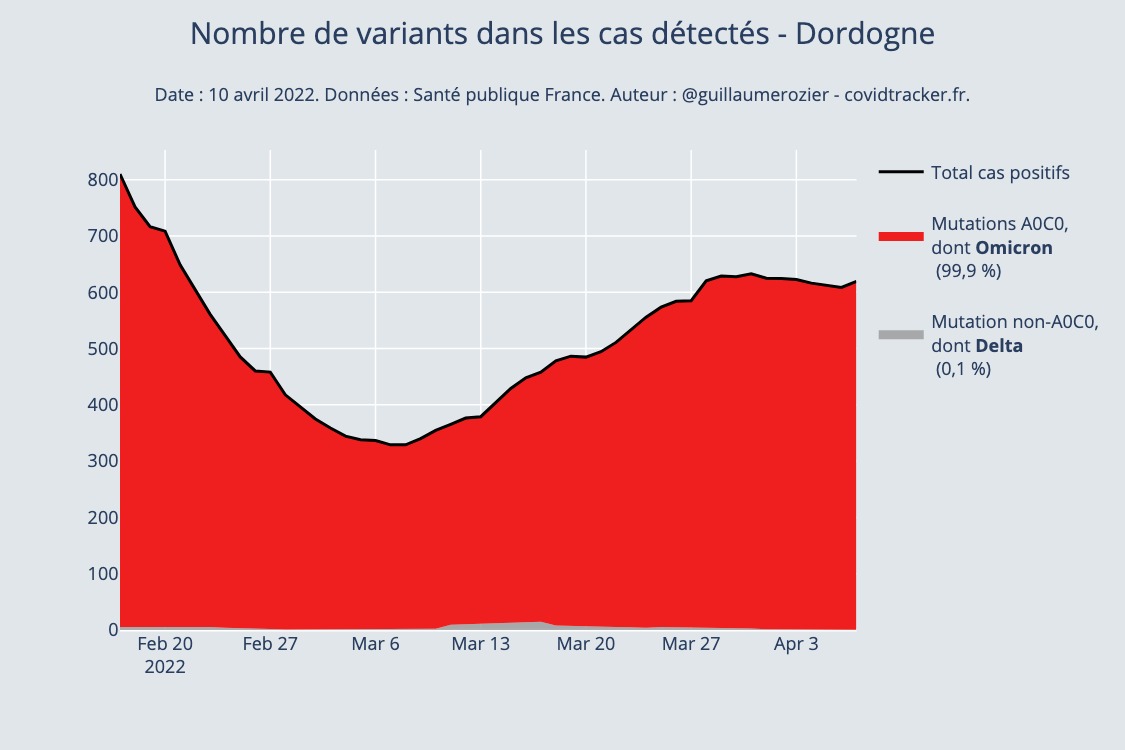 Nombre de variants dans les cas détectés - Dordogne
Date : 10 avril 2022. Données : Santé publique France. Auteur : @guillaumerozier - covidtracker.fr.
800
700
600
500
400
300
200
100
0
Feb 20
2022
Feb 27
Mar 6
Mar 13
Mar 20
Mar 27
Apr 3
Total cas positifs
Mutations A0C0,
dont Omicron
(99,9 %)
Mutation non-A0C0,
dont Delta
(0,1 %)